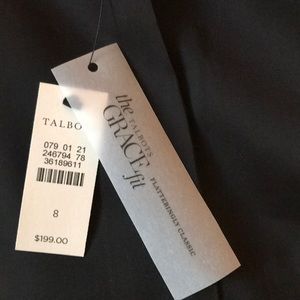 TALBO
079 01 21
246794 78
36189611
8
$199.00
the
TALBOTS
GRACE fit
FLATTERINGLY CLASSIC